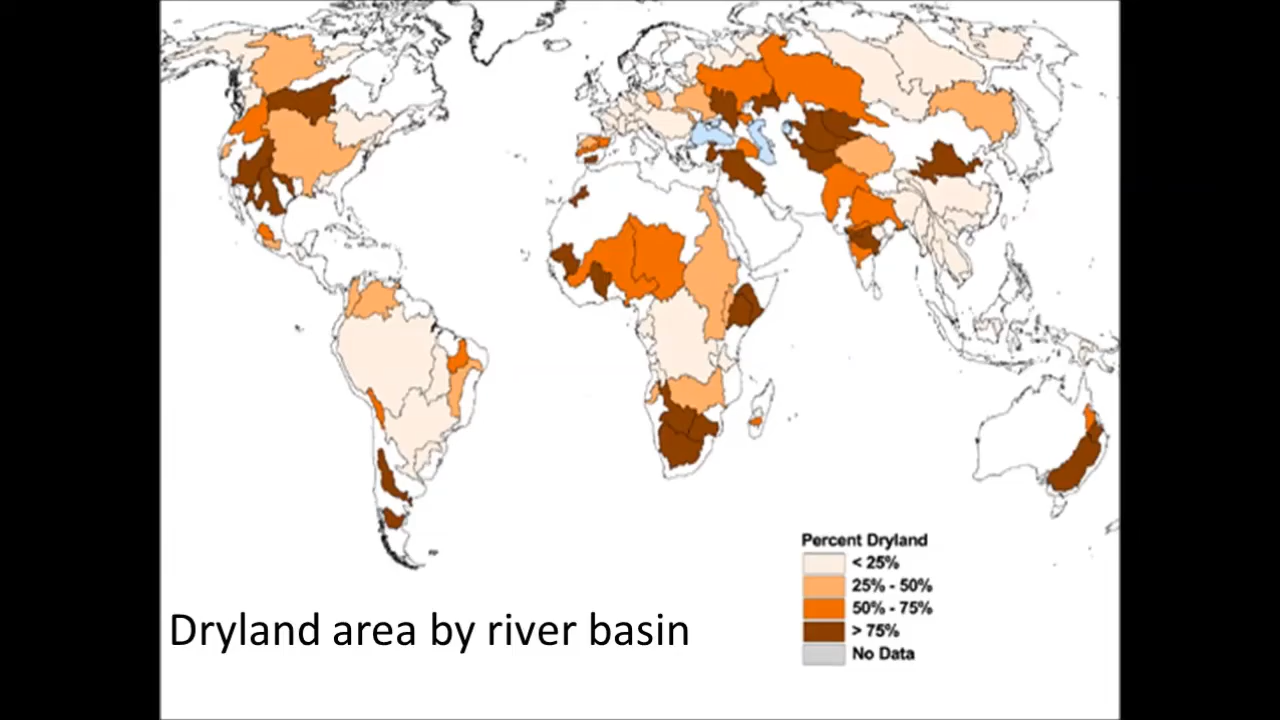 Percent Dryland
< 25%
25% - 50%
50% - 75%
> 75%
No Data
Dryland area by river basin